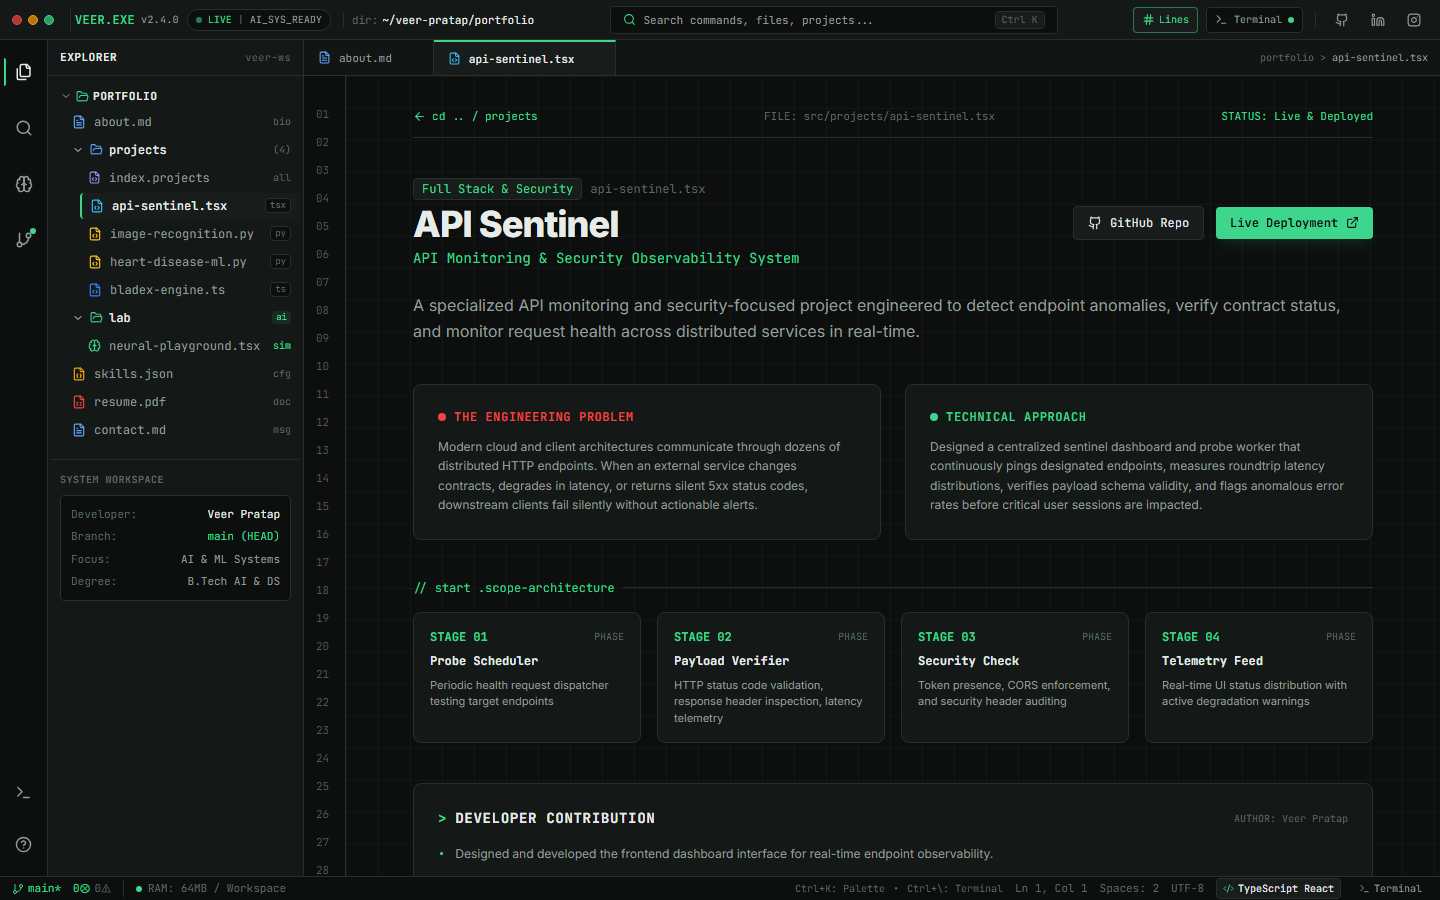 VEER.EXE v2.4.0 LIVE | AI_SYS_READY dir: ~/veer-pratap/portfolio Search commands, files, projects... Ctrl K # Lines Terminal
EXPLORER veer-ws
about.md api-sentinel.tsx portfolio > api-sentinel.tsx
PORTFOLIO
about.md bio
projects (4)
index.projects all
api-sentinel.tsx tsx
image-recognition.py py
heart-disease-ml.py py
bladex-engine.ts ts
lab ai
neural-playground.tsx sim
skills.json cfg
resume.pdf doc
contact.md msg
SYSTEM WORKSPACE
Developer: Veer Pratap
Branch: main (HEAD)
Focus: AI & ML Systems
Degree: B.Tech AI & DS
01
02
03
04
05
06
07
08
09
10
11
12
13
14
15
16
17
18
19
20
21
22
23
24
25
26
27
28
← cd .. / projects FILE: src/projects/api-sentinel.tsx STATUS: Live & Deployed
Full Stack & Security api-sentinel.tsx
API Sentinel
GitHub Repo Live Deployment
API Monitoring & Security Observability System
A specialized API monitoring and security-focused project engineered to detect endpoint anomalies, verify contract status,
and monitor request health across distributed services in real-time.
THE ENGINEERING PROBLEM
Modern cloud and client architectures communicate through dozens of
distributed HTTP endpoints. When an external service changes
contracts, degrades in latency, or returns silent 5xx status codes,
downstream clients fail silently without actionable alerts.
TECHNICAL APPROACH
Designed a centralized sentinel dashboard and probe worker that
continuously pings designated endpoints, measures roundtrip latency
distributions, verifies payload schema validity, and flags anomalous error
rates before critical user sessions are impacted.
// start .scope-architecture
STAGE 01 PHASE
Probe Scheduler
Periodic health request dispatcher
testing target endpoints
STAGE 02 PHASE
Payload Verifier
HTTP status code validation,
response header inspection, latency
telemetry
STAGE 03 PHASE
Security Check
Token presence, CORS enforcement,
and security header auditing
STAGE 04 PHASE
Telemetry Feed
Real-time UI status distribution with
active degradation warnings
> DEVELOPER CONTRIBUTION AUTHOR: Veer Pratap
• Designed and developed the frontend dashboard interface for real-time endpoint observability.
main* 0 0 RAM: 64MB / Workspace Ctrl+K: Palette • Ctrl+\: Terminal Ln 1, Col 1 Spaces: 2 UTF-8 TypeScript React Terminal